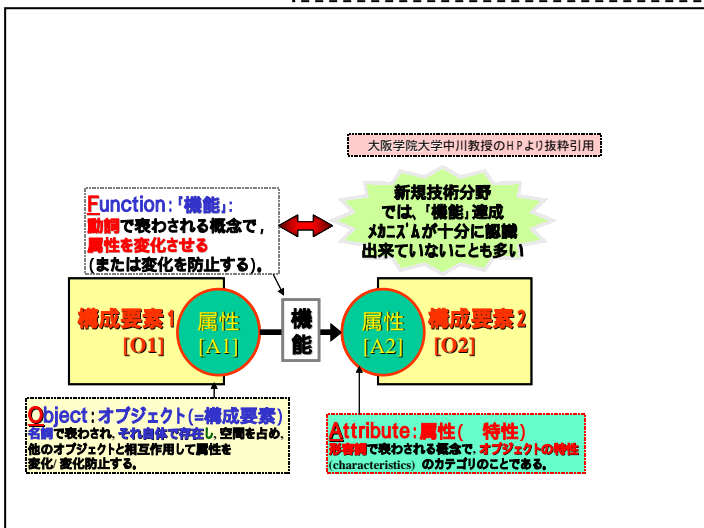 大阪学院大学中川教授のHPより抜粋引用
Function:「機能」:
動詞で表わされる概念で,
属性を変化させる
(または変化を防止する)。
新規技術分野
では、「機能」達成
メカニズムが十分に認識
出来ていないことも多い
構成要素1
[O1]
属性
[A1]
機
能
属性
[A2]
構成要素2
[O2]
Object:オブジェクト(=構成要素)
名詞で表わされ, それ自体で存在し, 空間を占め,
他のオブジェクトと相互作用して属性を
変化/変化防止する。
Attribute:属性( 特性)
形容詞で表わされる概念で, オブジェクトの特性
(characteristics) のカテゴリのことである。